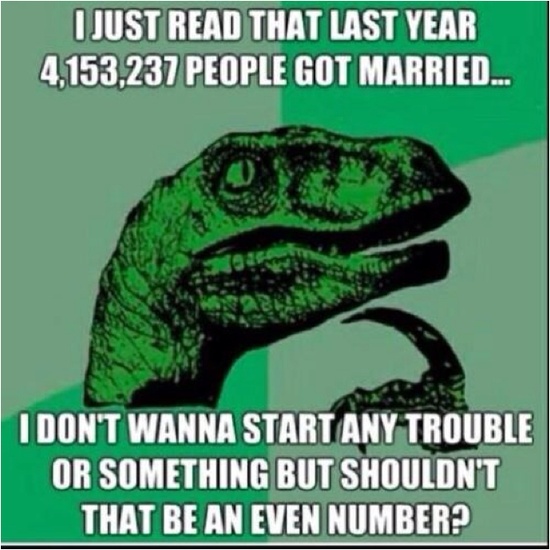 I JUST READ THAT LAST YEAR
4,153,237 PEOPLE GOT MARRIED...
I DON'T WANNA START ANY TROUBLE
OR SOMETHING BUT SHOULDN'T
THAT BE AN EVEN NUMBER?